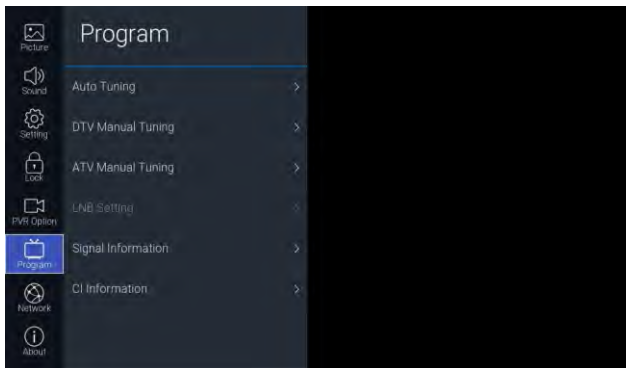 Picture
Sound
Setting
Lock
PVR Option
Program
Network
About
Program
Auto Tuning
DTV Manual Tuning
ATV Manual Tuning
LNB Setting
Signal Information
CI Information